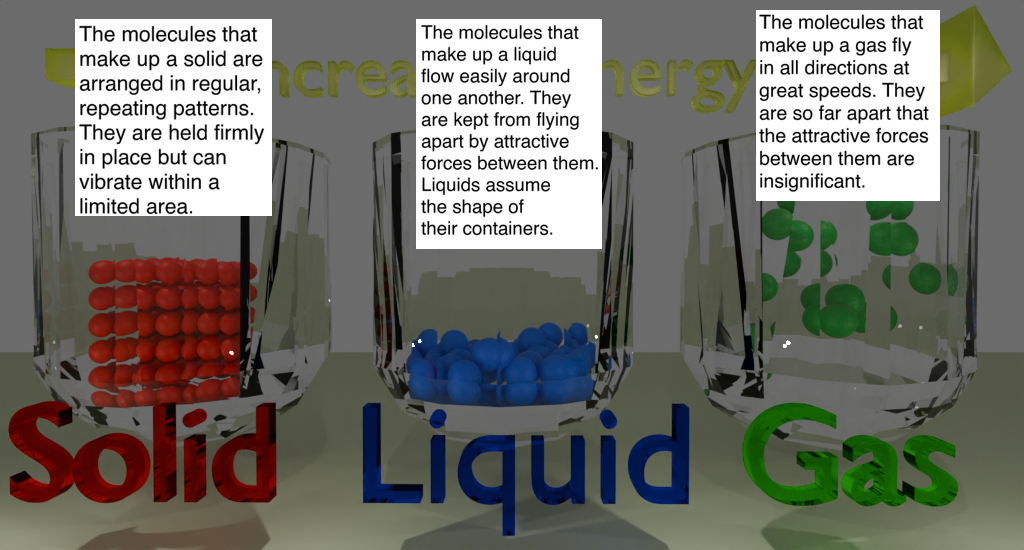 The molecules that
make up a solid are
arranged in regular,
repeating patterns.
They are held firmly
in place but can
vibrate within a
limited area.
The molecules that
make up a liquid
flow easily around
one another. They
are kept from flying
apart by attractive
forces between them.
Liquids assume
the shape of
their containers.
The molecules that
make up a gas fly
in all directions at
great speeds. They
are so far apart that
the attractive forces
between them are
insignificant.
Solid
Liquid
Gas